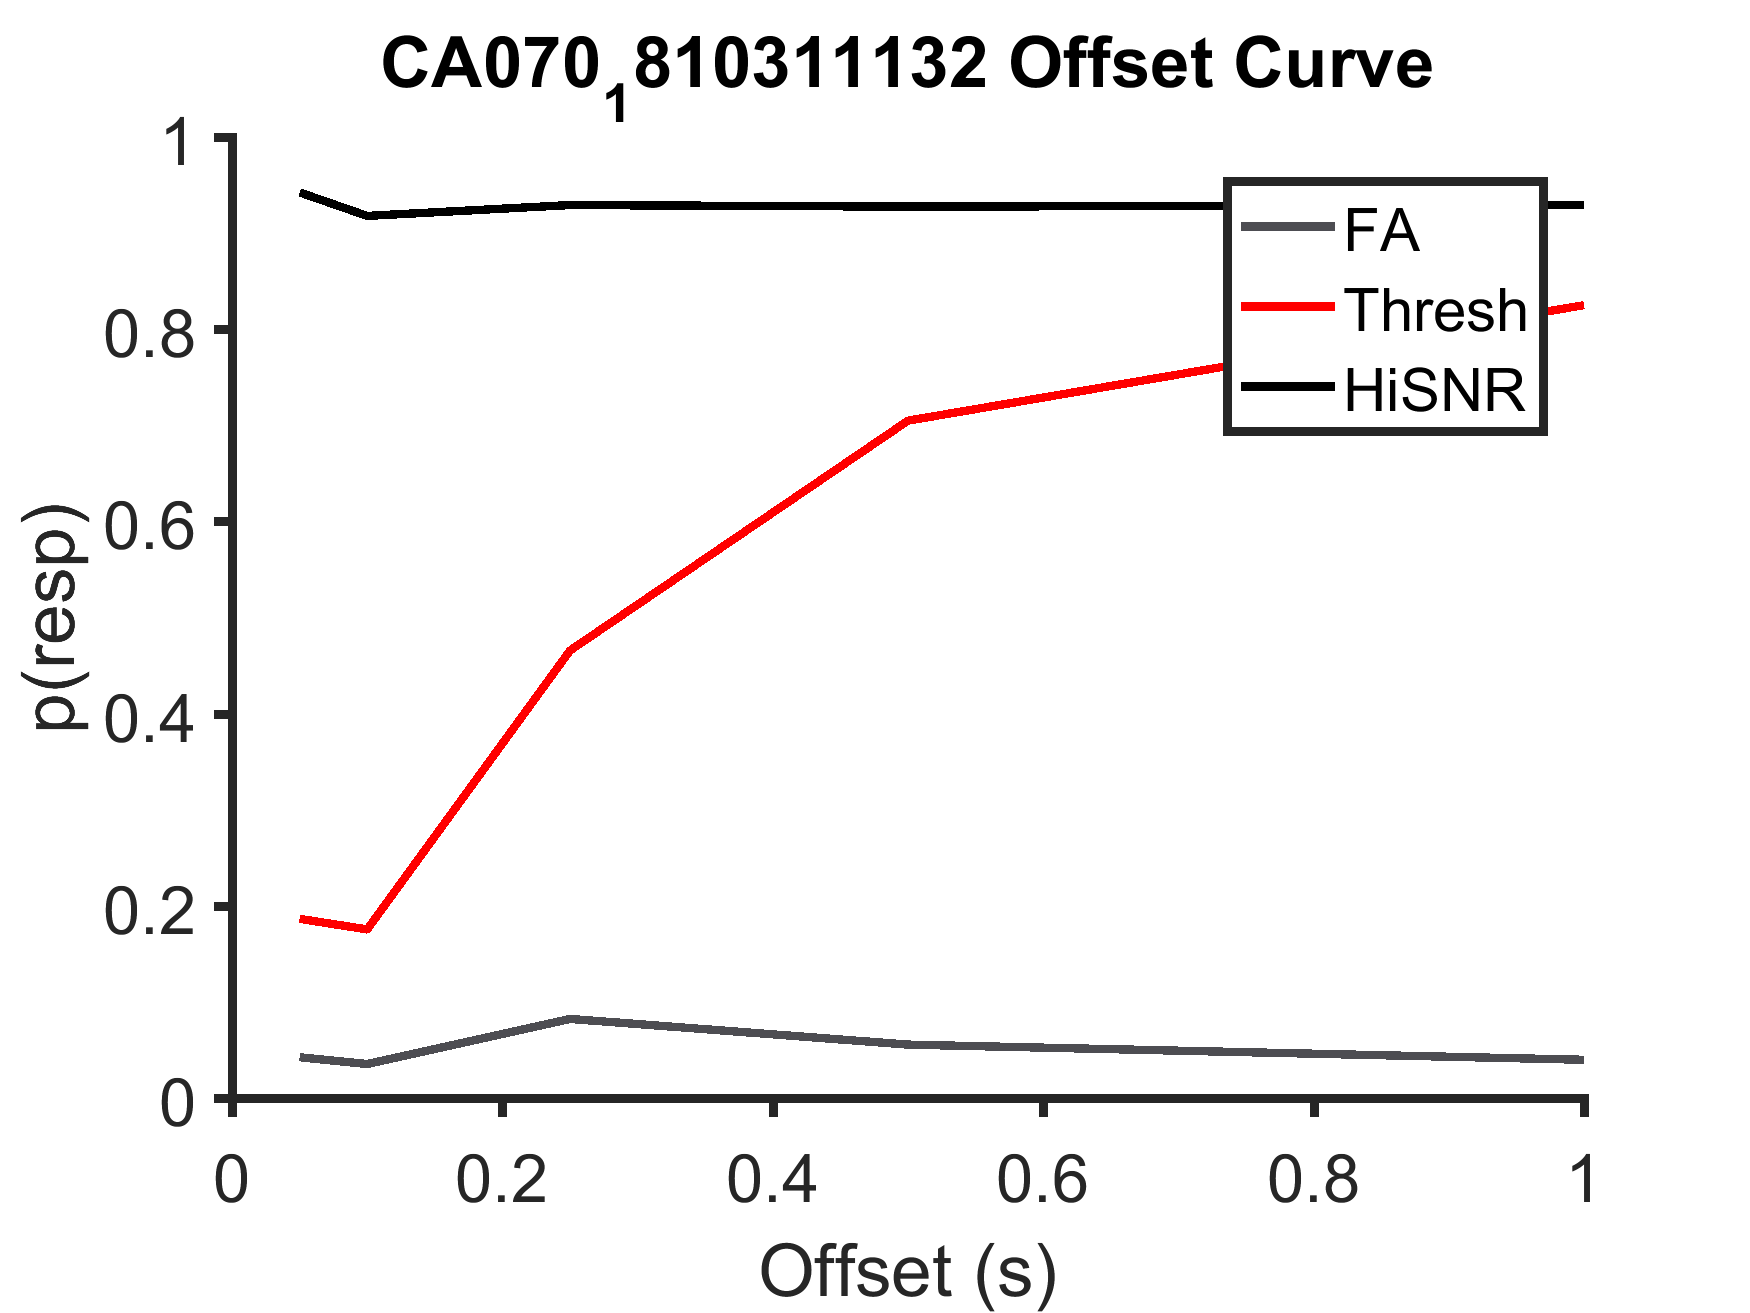 CA070₁810311132 Offset Curve
1
0.8
0.6
0.4
0.2
0
p(resp)
FA
Thresh
HiSNR
0 0.2 0.4 0.6 0.8 1
Offset (s)